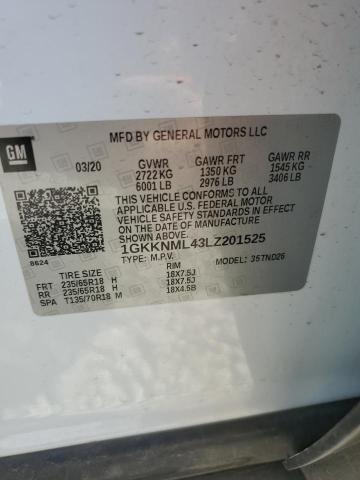 MFD BY GENERAL MOTORS LLC
GM
03/20 GVWR GAWR FRT GAWR RR
2722 KG 1350 KG 1545 KG
6001 LB 2976 LB 3406 LB
THIS VEHICLE CONFORMS TO ALL
APPLICABLE U.S. FEDERAL MOTOR
VEHICLE SAFETY STANDARDS IN
EFFECT ON THE DATE OF
MANUFACTURE SHOWN ABOVE.
1GKKNML43LZ201525
8624 TYPE: M.P.V. MODEL: 35TND26
TIRE SIZE RIM
FRT 235/65R18 H 18X7.5J
RR 235/65R18 H 18X7.5J
SPA T135/70R18 M 18X4.5B